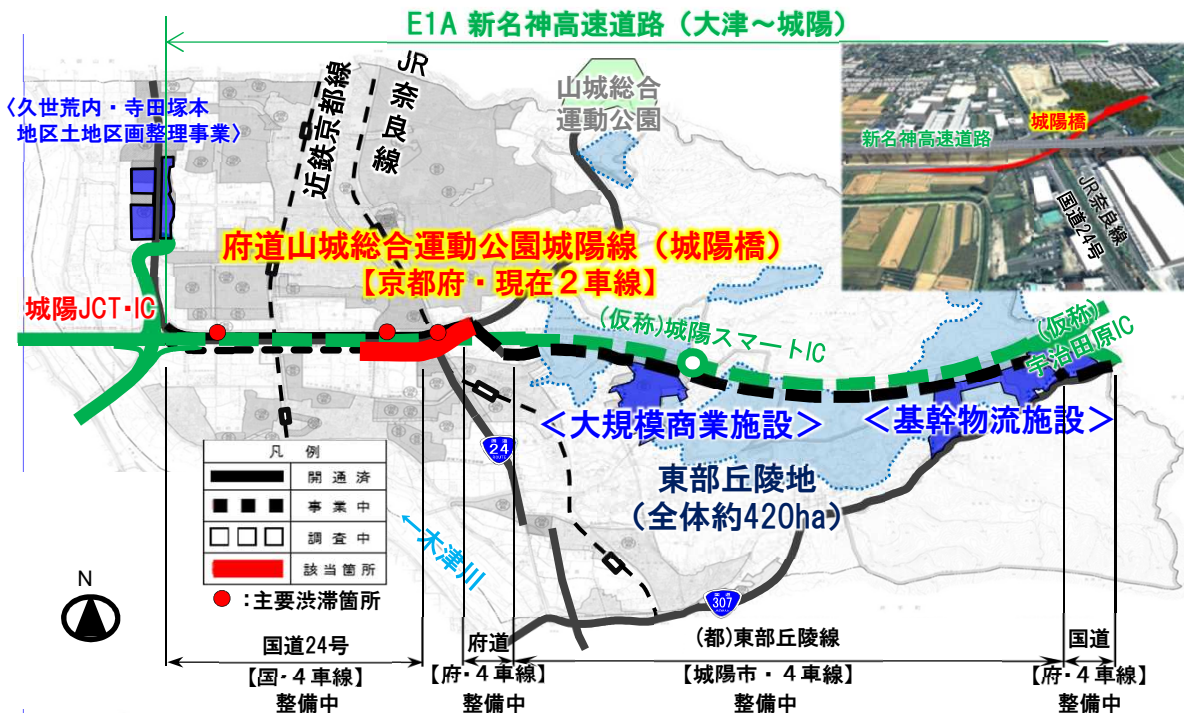 E1A 新名神高速道路（大津～城陽）
〈久世荒内・寺田塚本
地区土地区画整理事業〉
近鉄京都線
JR奈良線
山城総合
運動公園
城陽橋
新名神高速道路
JR奈良線
国道24号
府道山城総合運動公園城陽線（城陽橋）
【京都府・現在２車線】
城陽JCT・IC
(仮称)城陽スマートIC
(仮称)
宇治田原IC
＜大規模商業施設＞
＜基幹物流施設＞
東部丘陵地
（全体約420ha）
24
307
←木津川
凡 例
開 通 済
事 業 中
調 査 中
該 当 箇 所
：主要渋滞箇所
N
国道24号
【国・４車線】
整備中
府道
【府・４車線】
整備中
(都)東部丘陵線
【城陽市・４車線】
整備中
国道
【府・４車線】
整備中